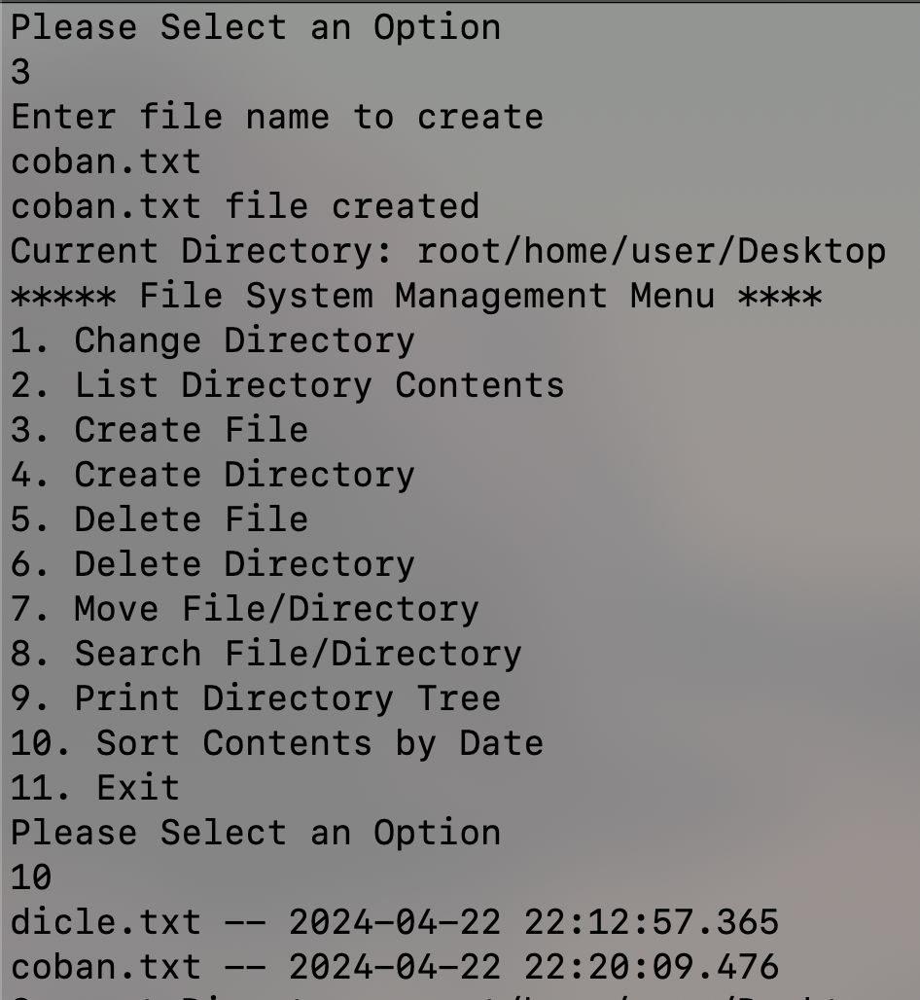 Please Select an Option
3
Enter file name to create
coban.txt
coban.txt file created
Current Directory: root/home/user/Desktop
***** File System Management Menu ****
1. Change Directory
2. List Directory Contents
3. Create File
4. Create Directory
5. Delete File
6. Delete Directory
7. Move File/Directory
8. Search File/Directory
9. Print Directory Tree
10. Sort Contents by Date
11. Exit
Please Select an Option
10
dicle.txt –– 2024-04-22 22:12:57.365
coban.txt –– 2024-04-22 22:20:09.476